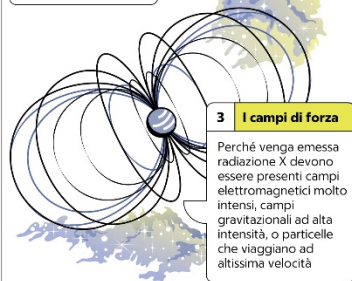 3 I campi di forza
Perché venga emessa
radiazione X devono
essere presenti campi
elettromagnetici molto
intensi, campi
gravitazionali ad alta
intensità, o particelle
che viaggiano ad
altissima velocità